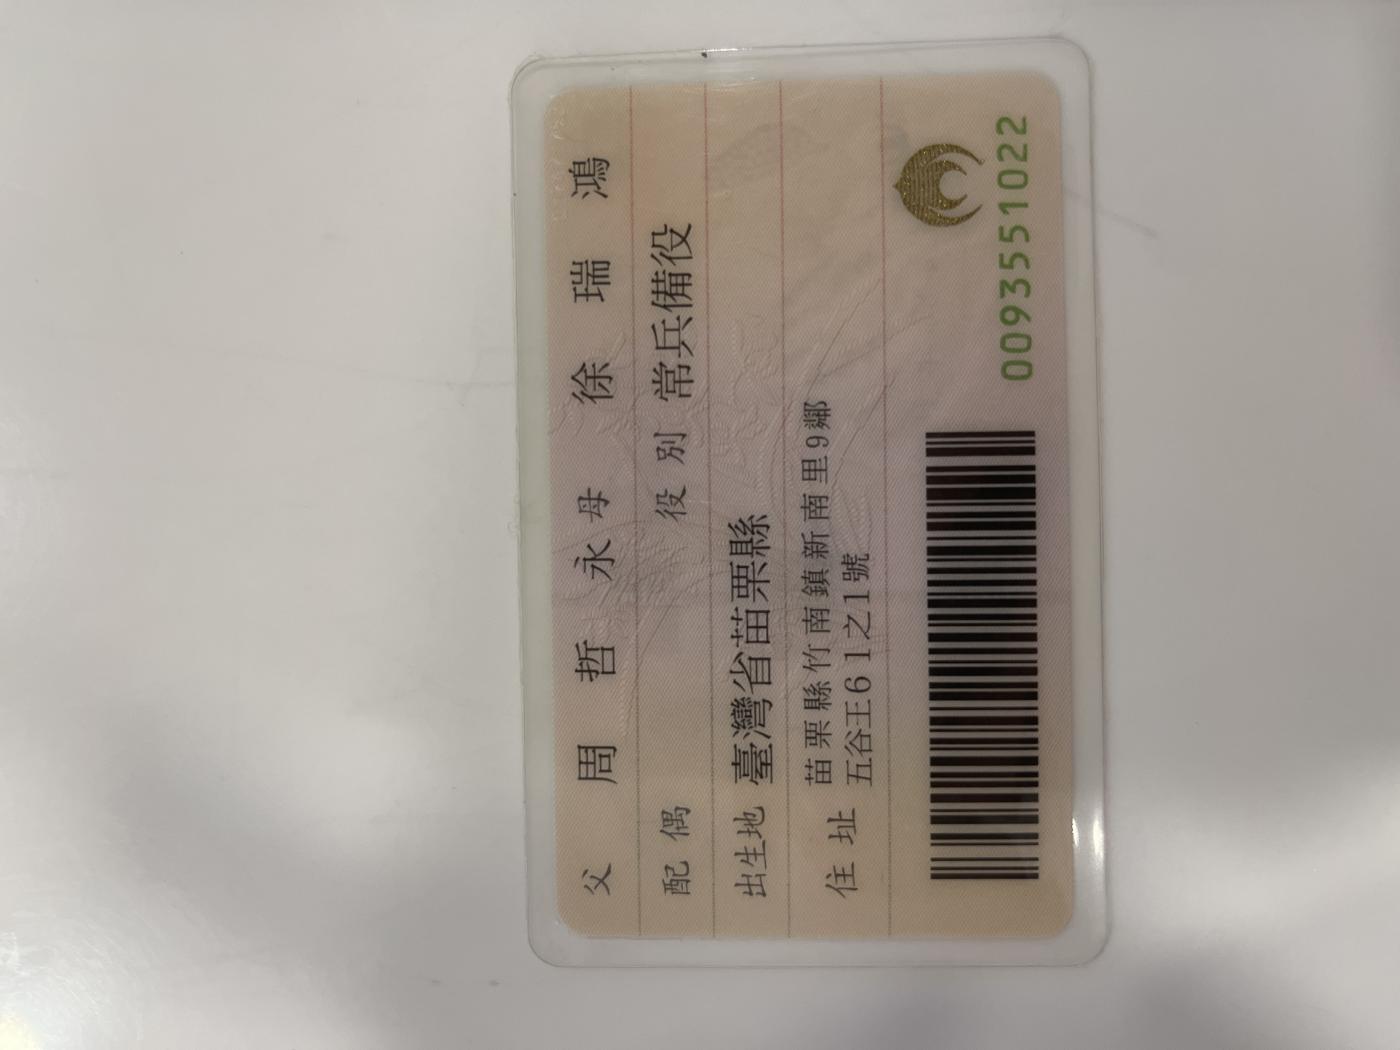 父 周哲永 母 徐瑞鴻
配偶 役別 常兵備役
出生地 臺灣省苗栗縣
住址 苗栗縣竹南鎮新南里9鄰
五谷王61之1號
0093551022